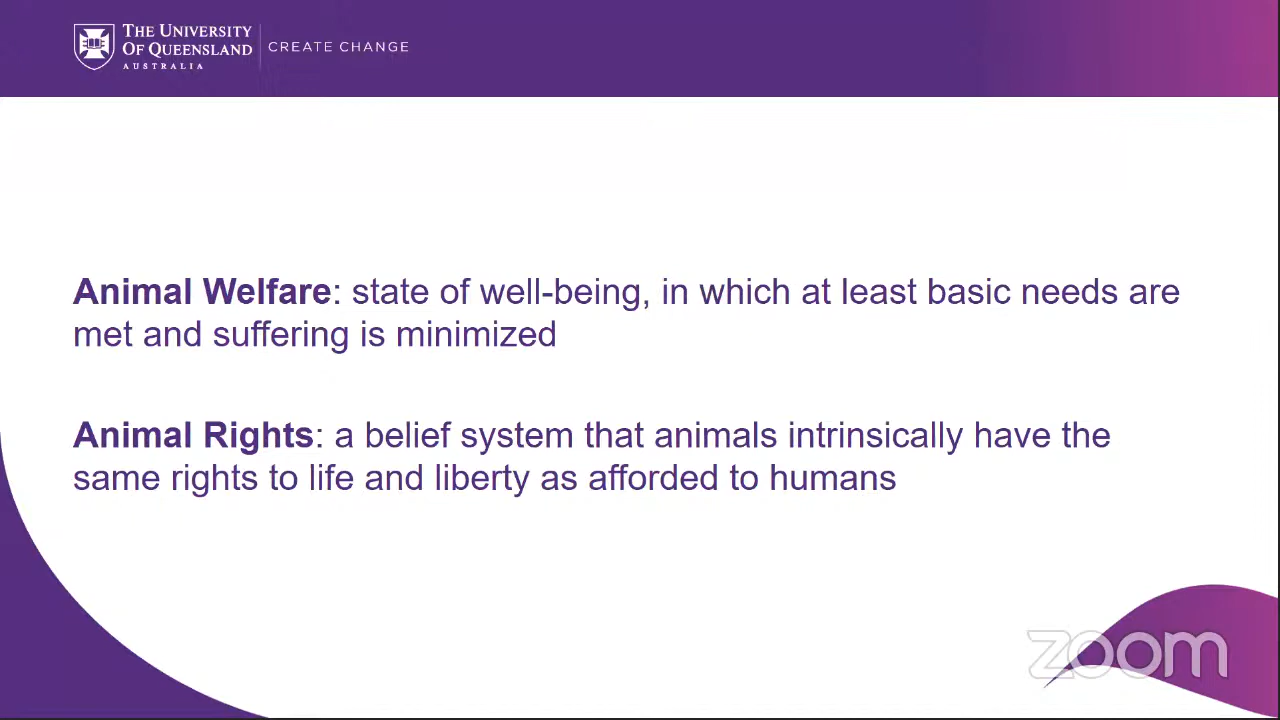 THE UNIVERSITY
OF QUEENSLAND
AUSTRALIA
CREATE CHANGE
Animal Welfare: state of well-being, in which at least basic needs are
met and suffering is minimized
Animal Rights: a belief system that animals intrinsically have the
same rights to life and liberty as afforded to humans
zoom